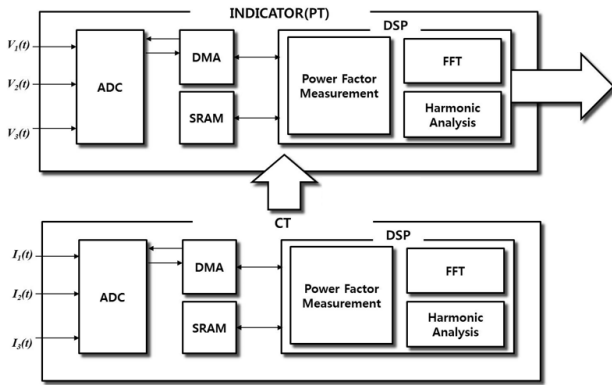 INDICATOR(PT)
DSP
V1(t)
V2(t)
V3(t)
ADC
DMA
SRAM
Power Factor
Measurement
FFT
Harmonic
Analysis
CT
DSP
I1(t)
I2(t)
I3(t)
ADC
DMA
SRAM
Power Factor
Measurement
FFT
Harmonic
Analysis